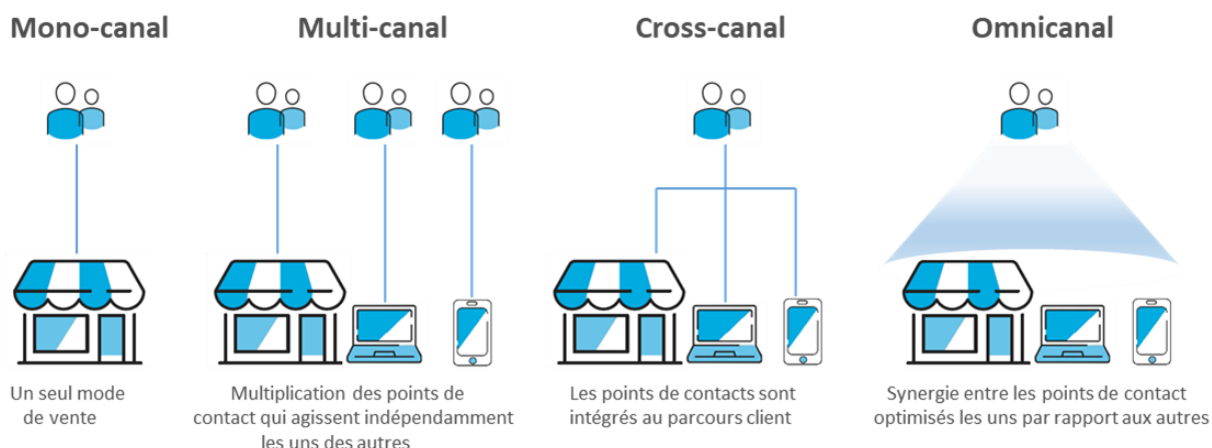 Mono-canal
Multi-canal
Cross-canal
Omnicanal
Un seul mode
de vente
Multiplication des points de
contact qui agissent indépendamment
les uns des autres
Les points de contacts sont
intégrés au parcours client
Synergie entre les points de contact
optimisés les uns par rapport aux autres